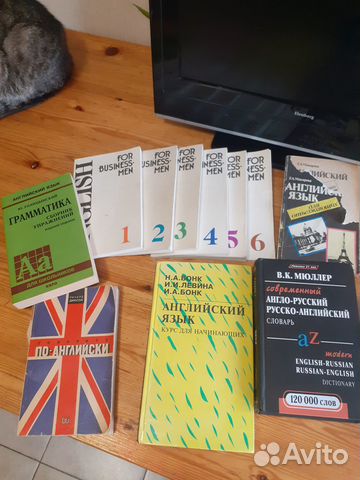 Elenberg
ENGLISH
FOR
BUSINESS-
MEN
1
FOR
BUSINESS-
MEN
2
FOR
BUSINESS-
MEN
3
FOR
BUSINESS-
MEN
4
FOR
BUSINESS-
MEN
5
FOR
BUSINESS-
MEN
6
АНГЛИЙСКИЙ ЯЗЫК
ГРАММАТИКА
СБОРНИК
УПРАЖНЕНИЙ
Аа
ДЛЯ ШКОЛЬНИКОВ
КАРО
АНГЛИЙСКИЙ
ЯЗЫК
ПО-АНГЛИЙСКИ
Н.А.БОНК
И.И.ЛЕВИНА
И.А.БОНК
АНГЛИЙСКИЙ
ЯЗЫК
КУРС ДЛЯ НАЧИНАЮЩИХ
В.К. МЮЛЛЕР
современный
АНГЛО-РУССКИЙ
РУССКО-АНГЛИЙСКИЙ
СЛОВАРЬ
aZ
modern
ENGLISH-RUSSIAN
RUSSIAN-ENGLISH
DICTIONARY
120 000 СЛОВ
Avito